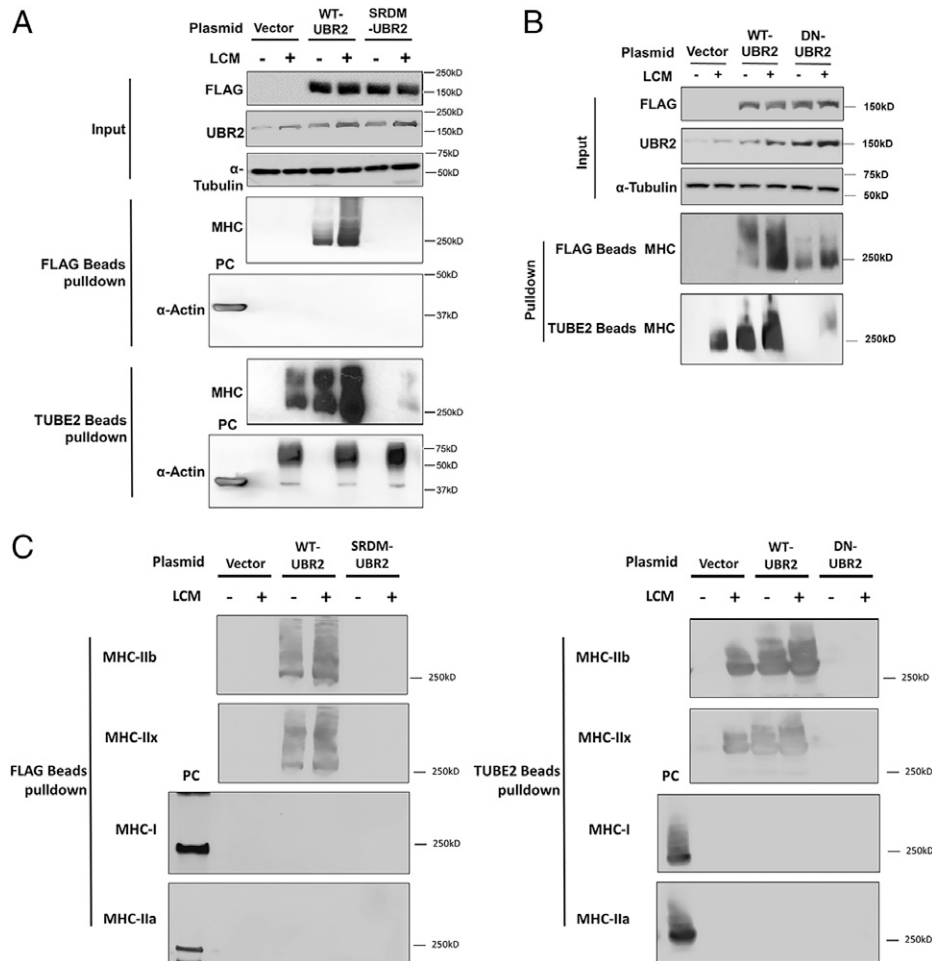 A
Plasmid Vector WT-UBR2 SRDM-UBR2
LCM - + - + - +
Input
FLAG
250kD
150kD
UBR2
250kD
150kD
α-Tubulin
75kD
50kD
FLAG Beads pulldown
MHC
250kD
PC
α-Actin
50kD
37kD
TUBE2 Beads pulldown
MHC
250kD
PC
α-Actin
75kD
50kD
37kD
B
Plasmid Vector WT-UBR2 DN-UBR2
LCM - + - + - +
Input
FLAG
150kD
UBR2
150kD
α-Tubulin
75kD
50kD
Pulldown
FLAG Beads MHC
250kD
TUBE2 Beads MHC
250kD
C
Plasmid Vector WT-UBR2 SRDM-UBR2
LCM - + - + - +
FLAG Beads pulldown
MHC-IIb
250kD
MHC-IIx
250kD
PC
MHC-I
250kD
MHC-IIa
250kD
Plasmid Vector WT-UBR2 DN-UBR2
LCM - + - + - +
TUBE2 Beads pulldown
MHC-IIb
250kD
MHC-IIx
250kD
PC
MHC-I
250kD
MHC-IIa
250kD